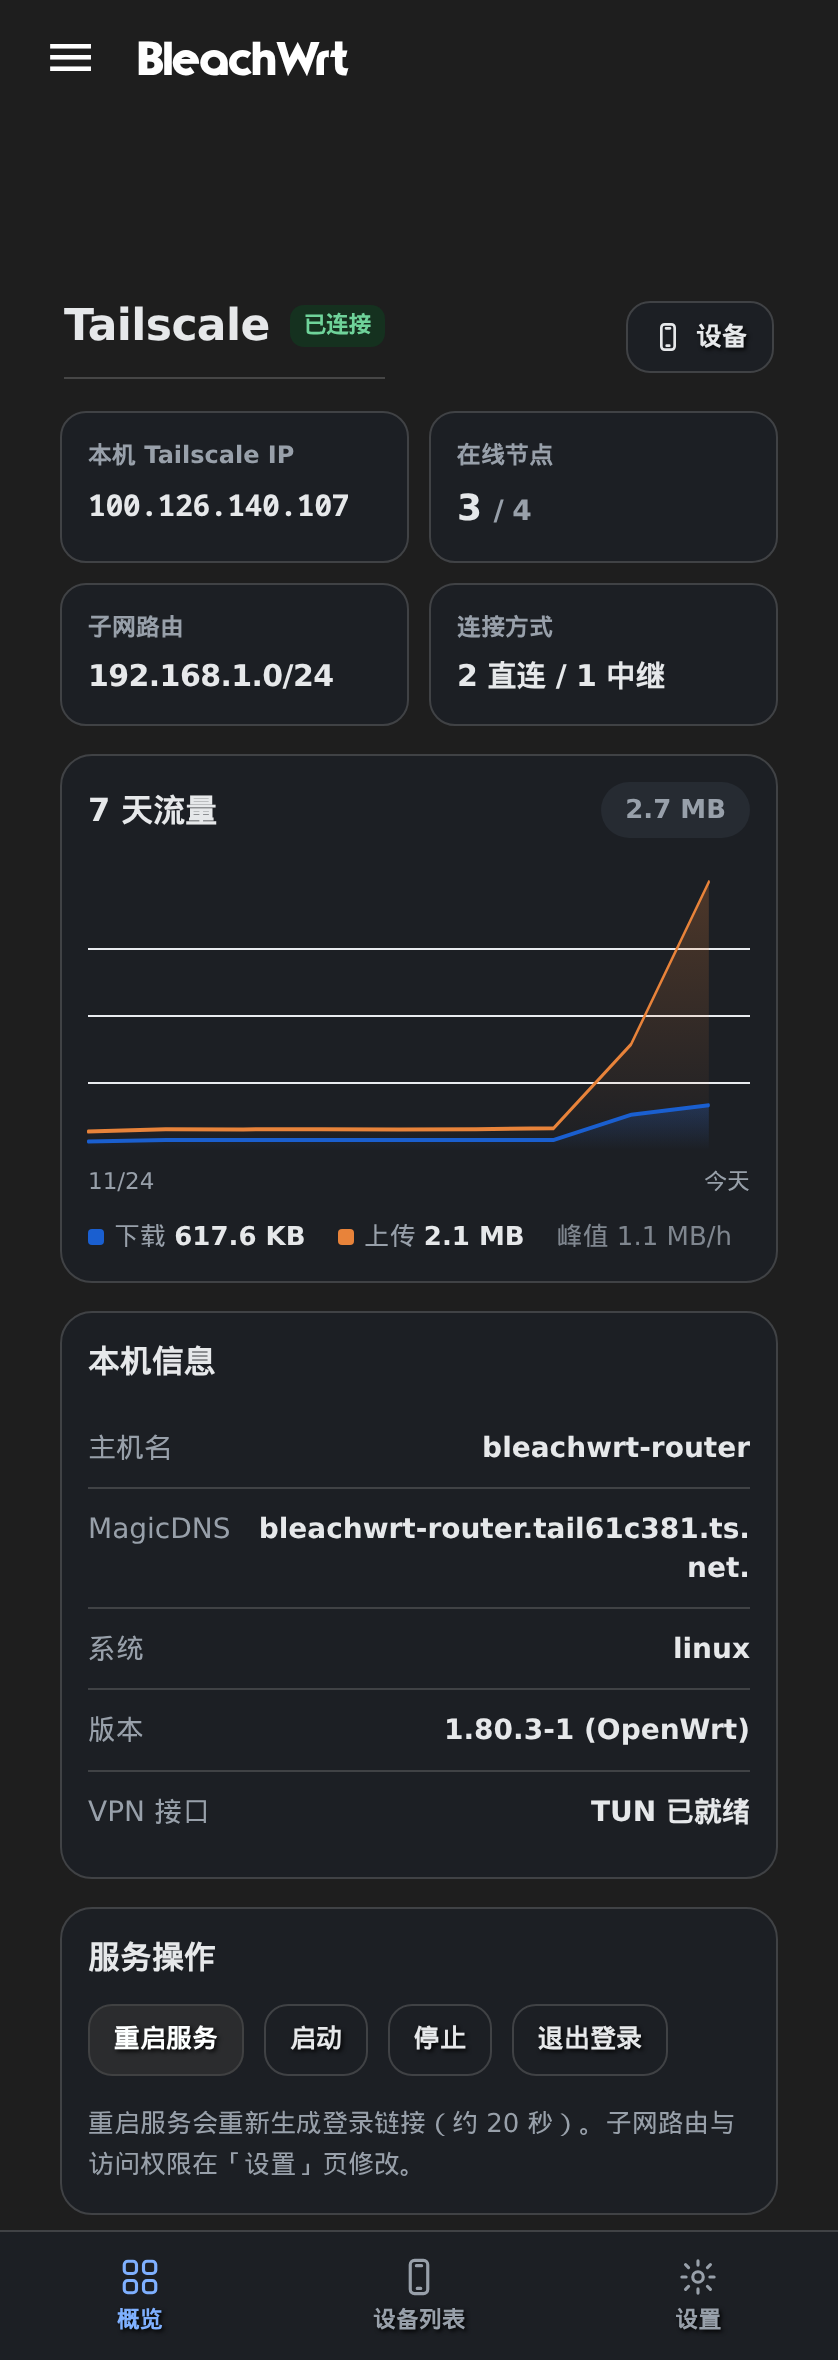 BleachWrt
Tailscale 已连接
设备
本机 Tailscale IP
100.126.140.107
在线节点
3 / 4
子网路由
192.168.1.0/24
连接方式
2 直连 / 1 中继
7 天流量
2.7 MB
11/24
今天
下载 617.6 KB
上传 2.1 MB
峰值 1.1 MB/h
本机信息
主机名
bleachwrt-router
MagicDNS
bleachwrt-router.tail61c381.ts.
net.
系统
linux
版本
1.80.3-1 (OpenWrt)
VPN 接口
TUN 已就绪
服务操作
重启服务
启动
停止
退出登录
重启服务会重新生成登录链接（约 20 秒）。子网路由与
访问权限在「设置」页修改。
概览
设备列表
设置